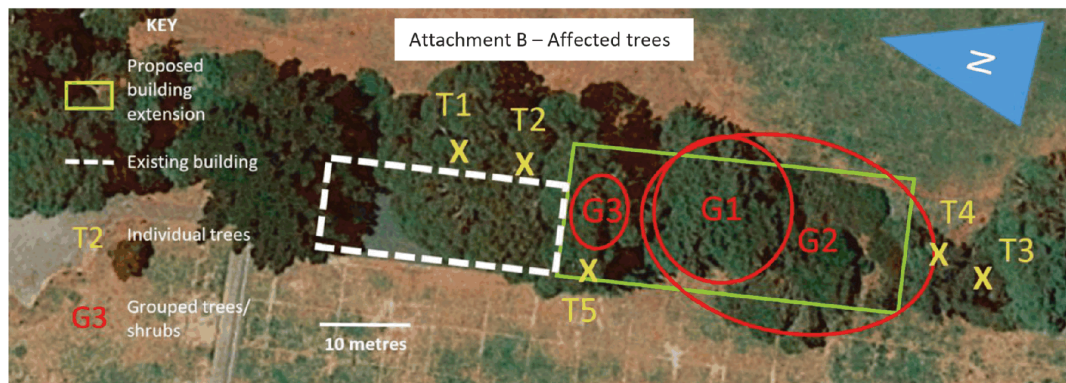 Attachment B – Affected trees
KEY
Proposed
building
extension
Existing building
T2
Individual trees
G3
Grouped trees/
shrubs
10 metres
N
T1
T2
X
X
G3
G1
G2
T4
T3
X
X
X
T5